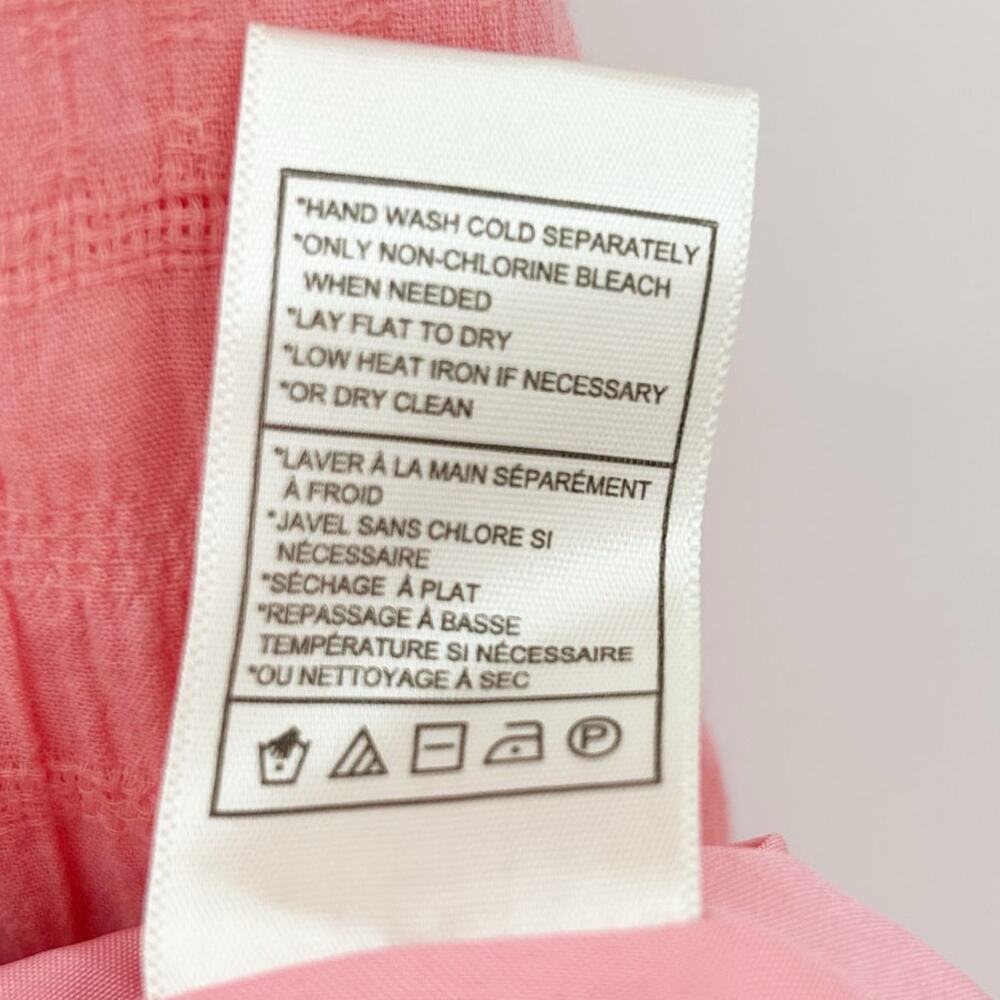 *HAND WASH COLD SEPARATELY
*ONLY NON-CHLORINE BLEACH
WHEN NEEDED
*LAY FLAT TO DRY
*LOW HEAT IRON IF NECESSARY
*OR DRY CLEAN
*LAVER À LA MAIN SÉPARÉMENT
À FROID
*JAVEL SANS CHLORE SI
NÉCESSAIRE
*SÉCHAGE À PLAT
*REPASSAGE À BASSE
TEMPÉRATURE SI NÉCESSAIRE
*OU NETTOYAGE À SEC
P